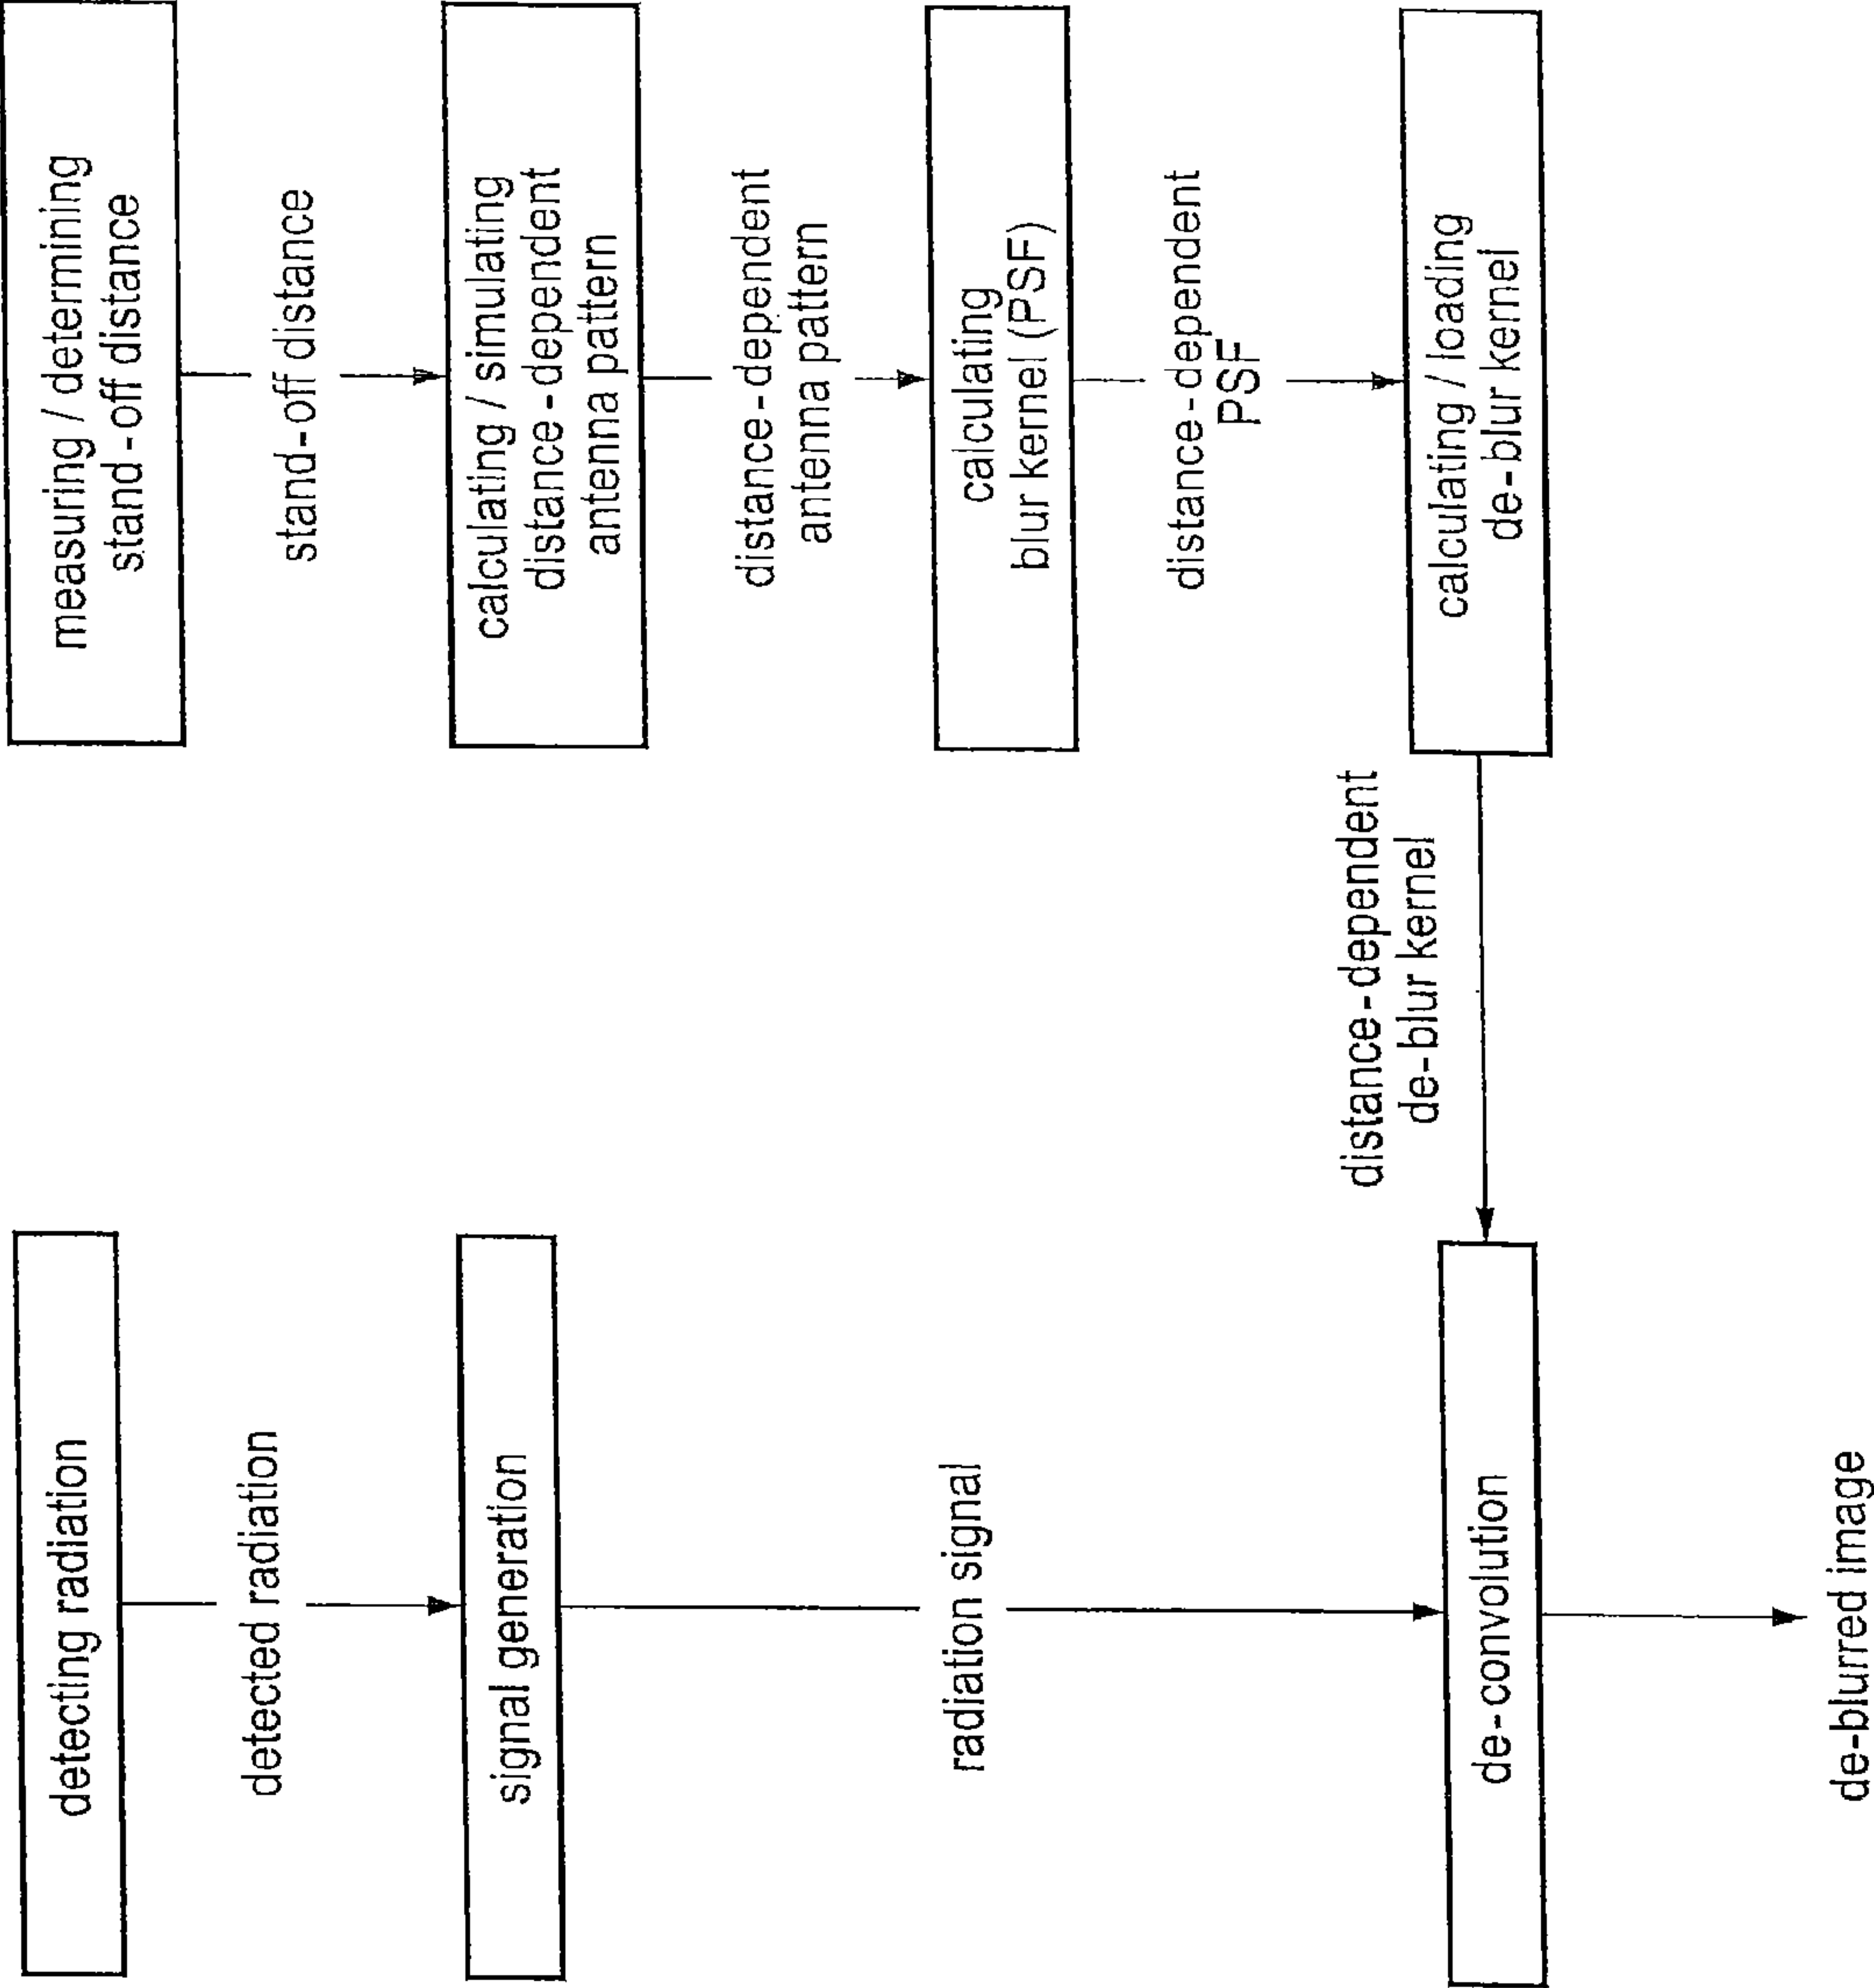 detecting radiation
detected radiation
signal generation
radiation signal
de-convolution
de-blurred image
measuring / determining
stand-off distance
stand-off distance
calculating / simulating
distance-dependent
antenna pattern
distance-dependent
antenna pattern
calculating
blur kernel (PSF)
distance-dependent
PSF
calculating / loading
de-blur kernel
distance-dependent
de-blur kernel